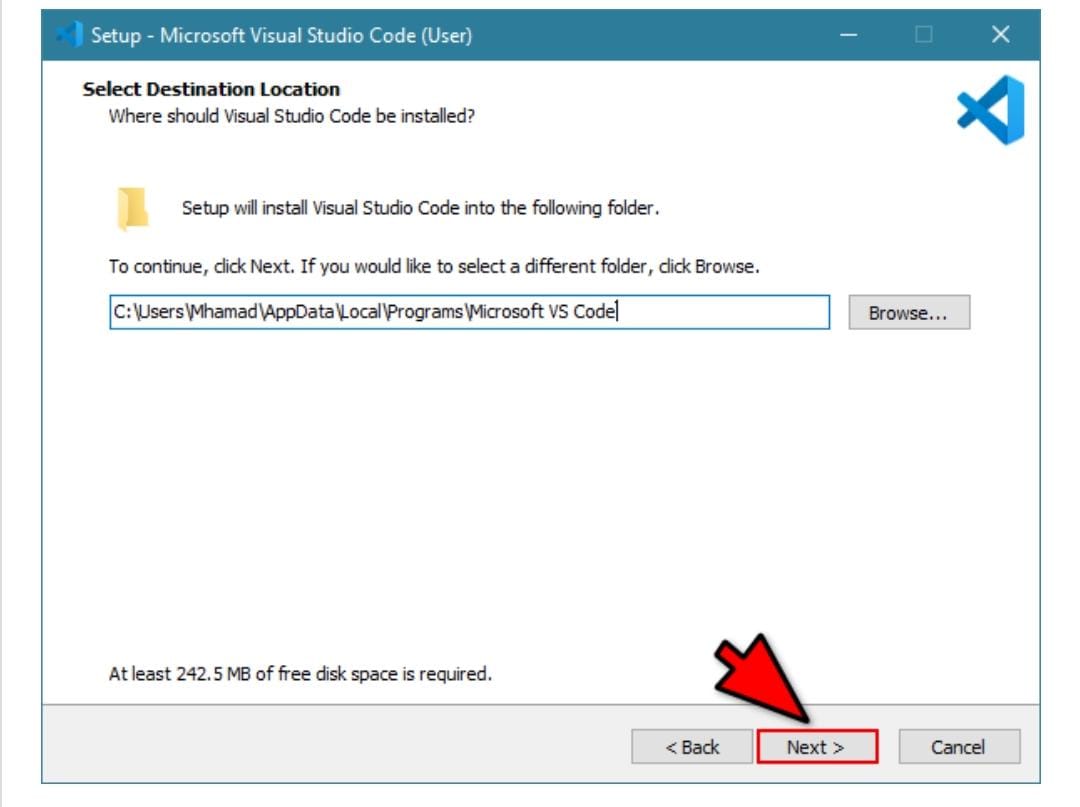 Setup - Microsoft Visual Studio Code (User)
Select Destination Location
Where should Visual Studio Code be installed?
Setup will install Visual Studio Code into the following folder.
To continue, click Next. If you would like to select a different folder, click Browse.
C:\Users\Mhamad\AppData\Local\Programs\Microsoft VS Code
Browse...
At least 242.5 MB of free disk space is required.
< Back
Next >
Cancel